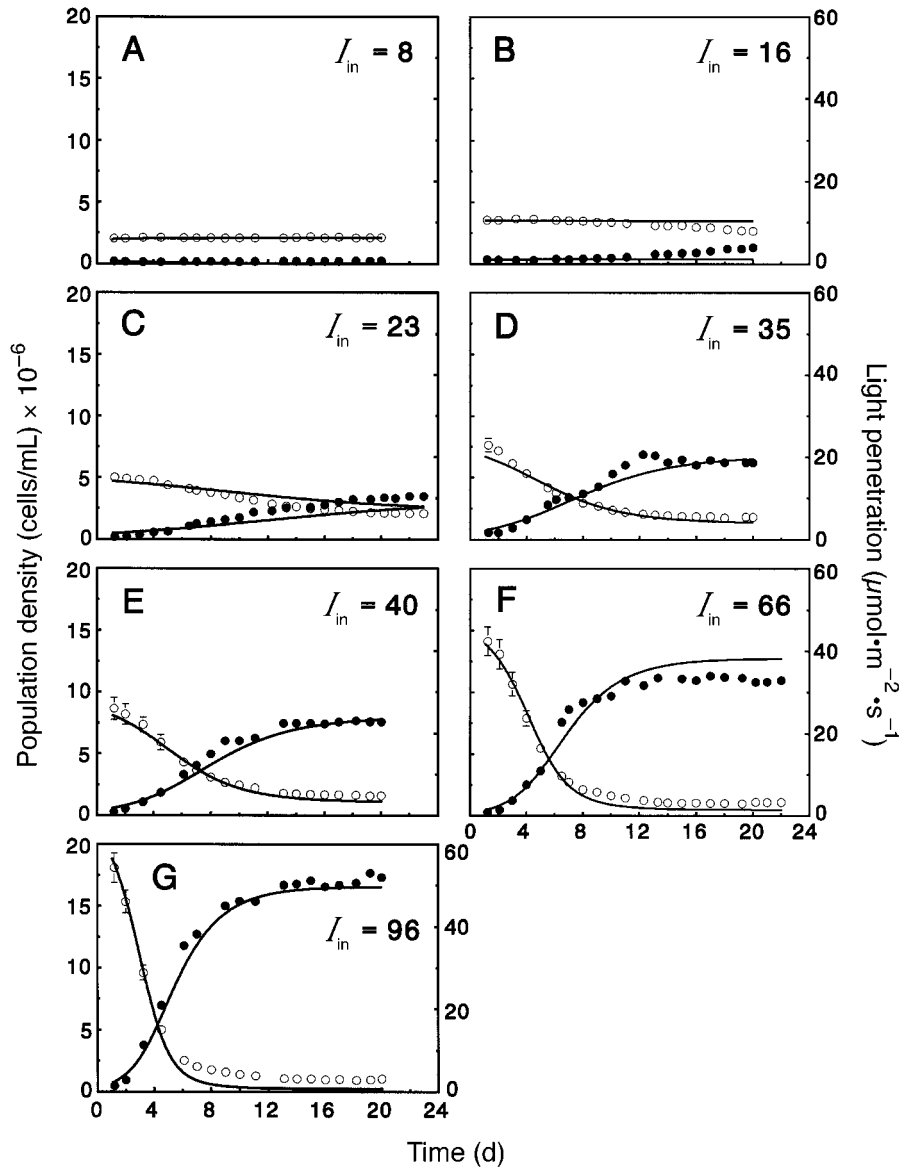 A
I_in = 8
20
15
10
5
0
B
I_in = 16
60
40
20
0
C
I_in = 23
20
15
10
5
0
D
I_in = 35
60
40
20
0
E
I_in = 40
20
15
10
5
0
F
I_in = 66
60
40
20
0
0 4 8 12 16 20 24
G
I_in = 96
20
15
10
5
0
60
40
20
0
0 4 8 12 16 20 24
Population density (cells/mL) × 10⁻⁶
Light penetration (μmol•m⁻²•s⁻¹)
Time (d)